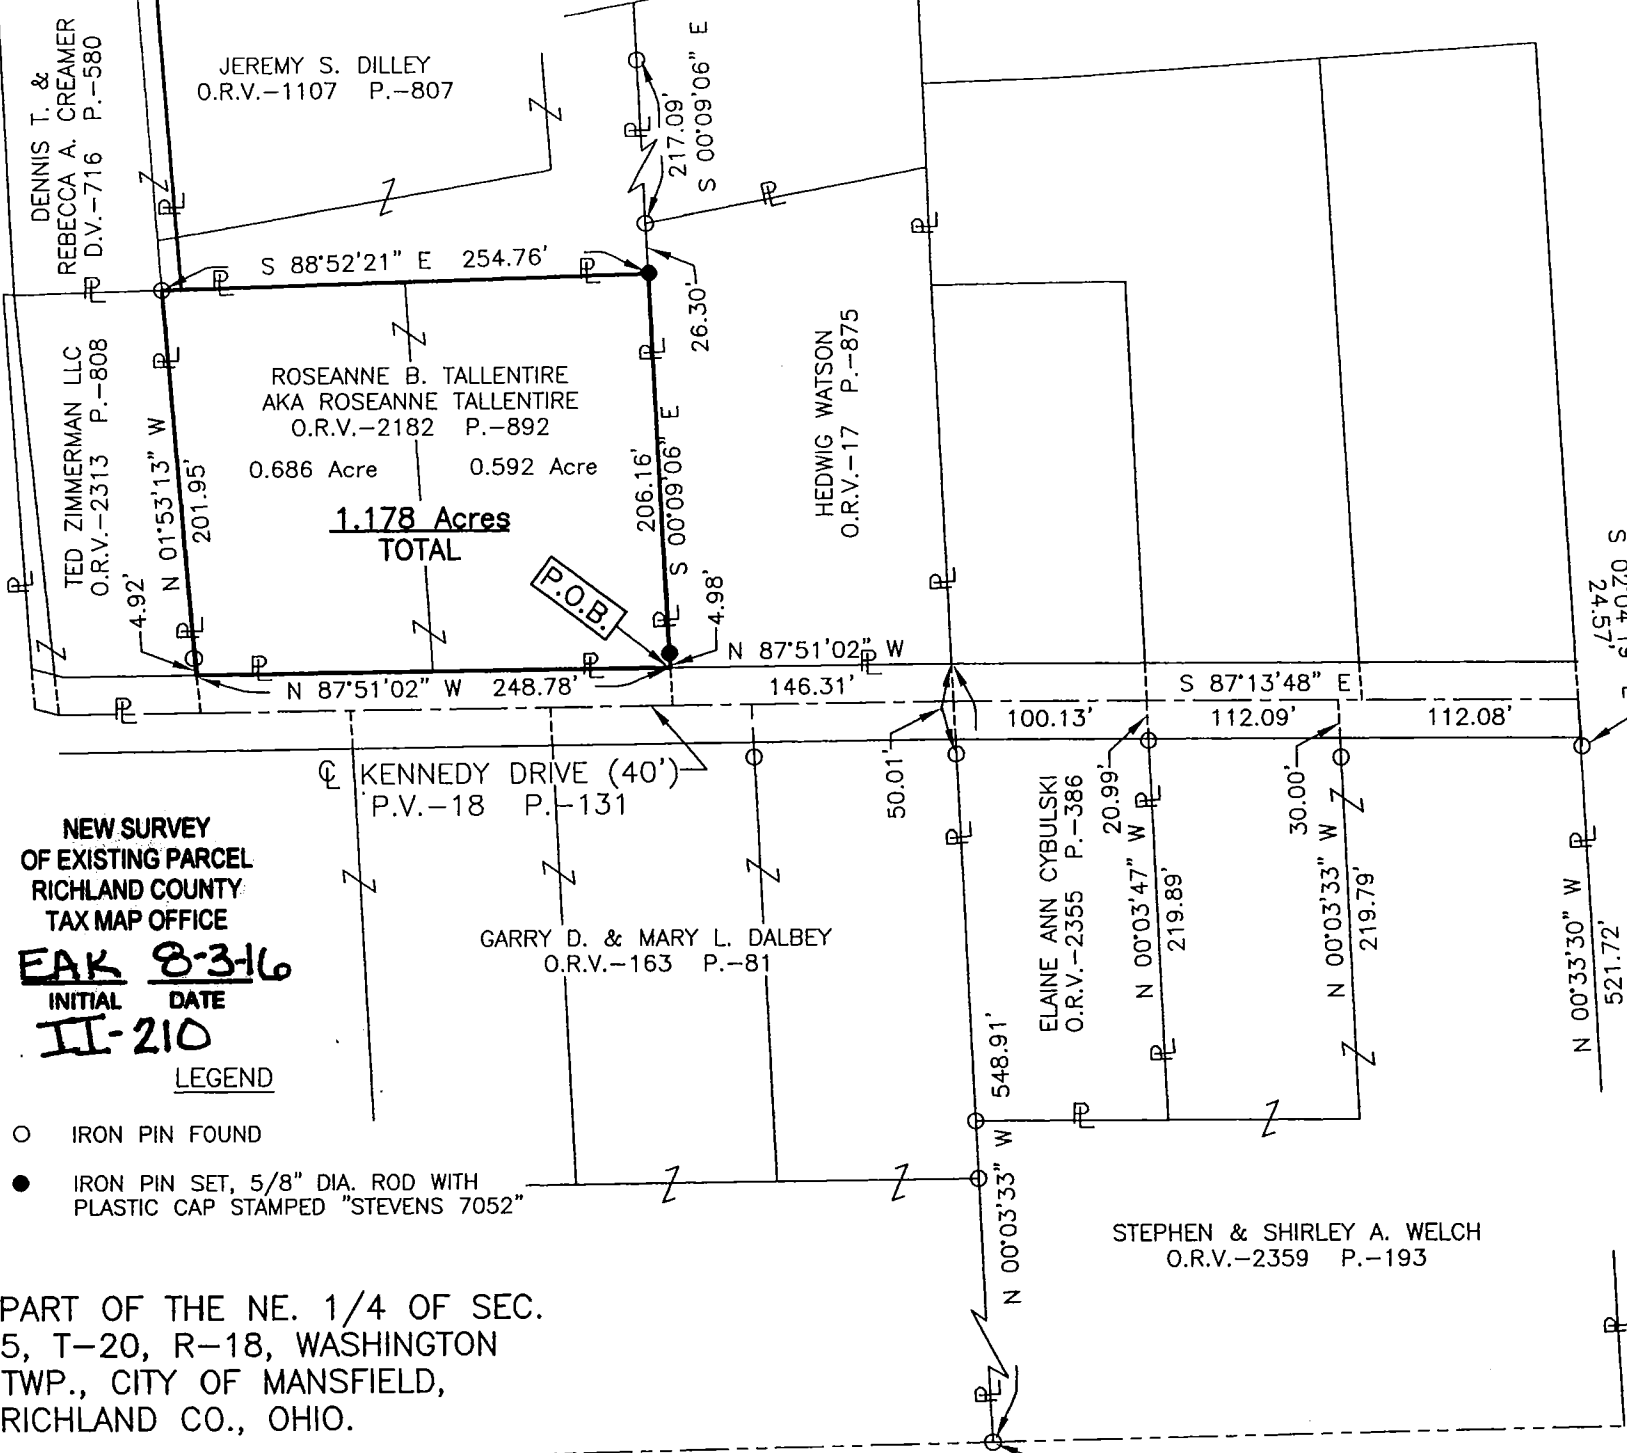 DENNIS T. &
REBECCA A. CREAMER
D.V.-716 P.-580
JEREMY S. DILLEY
O.R.V.-1107 P.-807
217.09'
S 00°09'06" E
S 88°52'21" E 254.76'
26.30'
TED ZIMMERMAN LLC
O.R.V.-2313 P.-808
N 01°53'13" W
201.95'
4.92'
ROSEANNE B. TALLENTIRE
AKA ROSEANNE TALLENTIRE
O.R.V.-2182 P.-892
0.686 Acre 0.592 Acre
1.178 Acres
TOTAL
206.16'
S 00°09'06" E
P.O.B.
4.98'
HEDWIG WATSON
O.R.V.-17 P.-875
N 87°51'02" W
146.31'
N 87°51'02" W 248.78'
S 87°13'48" E
100.13'
112.09'
112.08'
S 02°04'19" E
24.57'
℄ KENNEDY DRIVE (40')
P.V.-18 P.-131
50.01'
20.99'
30.00'
ELAINE ANN CYBULSKI
O.R.V.-2355 P.-386
N 00°03'47" W
219.89'
N 00°03'33" W
219.79'
N 00°33'30" W
521.72'
NEW SURVEY
OF EXISTING PARCEL
RICHLAND COUNTY
TAX MAP OFFICE
EAK 8-3-16
INITIAL DATE
II-210
GARRY D. & MARY L. DALBEY
O.R.V.-163 P.-81
548.91'
N 00°03'33" W
LEGEND
IRON PIN FOUND
IRON PIN SET, 5/8" DIA. ROD WITH
PLASTIC CAP STAMPED "STEVENS 7052"
STEPHEN & SHIRLEY A. WELCH
O.R.V.-2359 P.-193
PART OF THE NE. 1/4 OF SEC.
5, T-20, R-18, WASHINGTON
TWP., CITY OF MANSFIELD,
RICHLAND CO., OHIO.